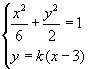 x²/6 + y²/2 = 1
y = k(x − 3)